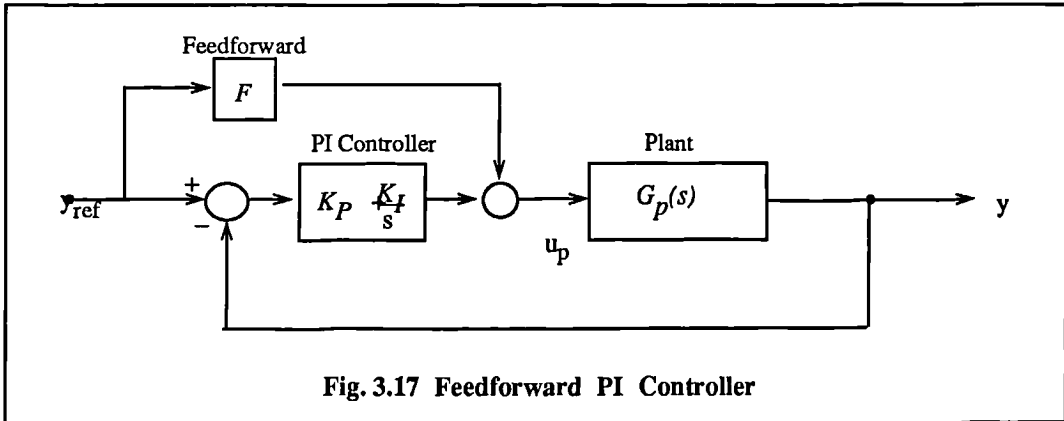 Feedforward
F
PI Controller
Plant
+
y_ref
K_P + K_I/s
G_p(s)
y
−
u_p
Fig. 3.17 Feedforward PI Controller